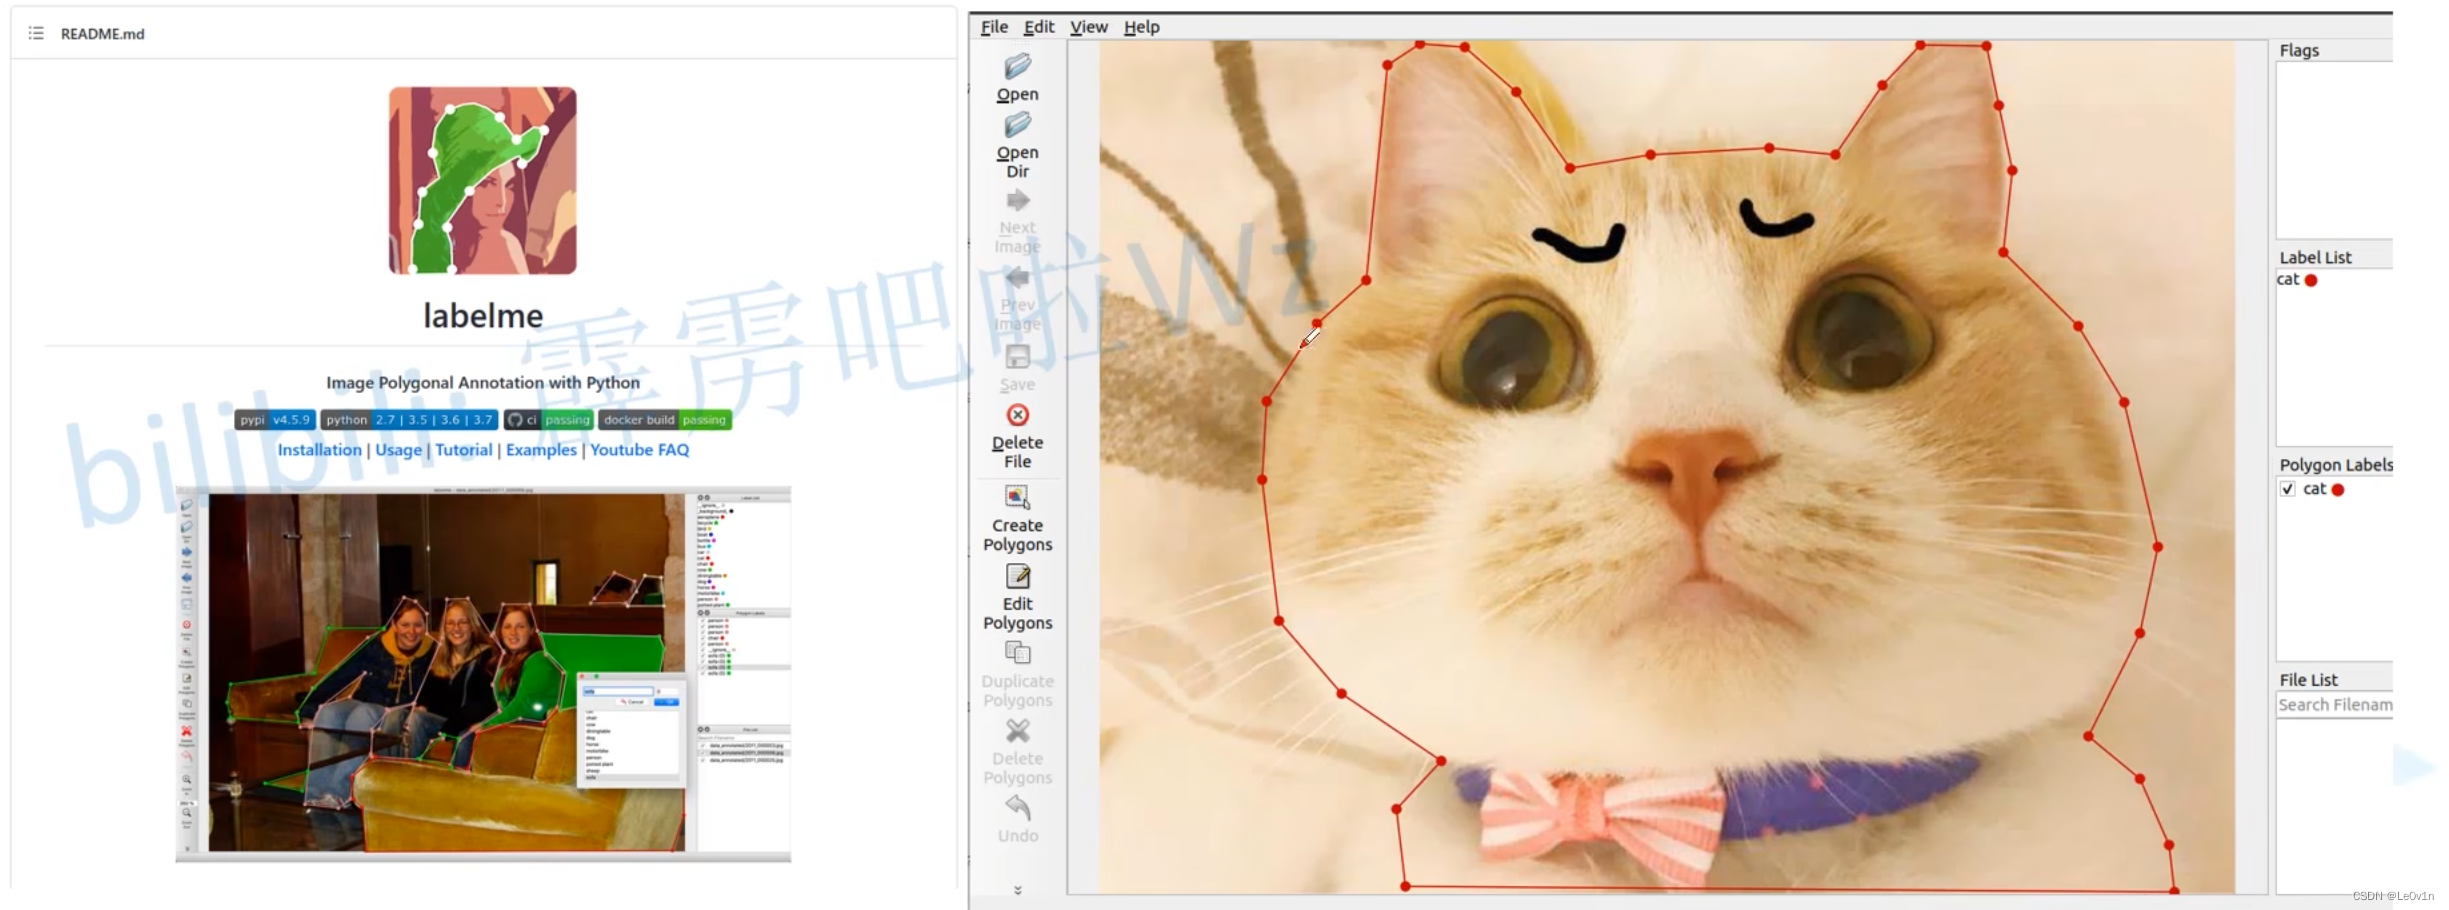 README.md
labelme
Image Polygonal Annotation with Python
pypi v4.5.9 python 2.7 | 3.5 | 3.6 | 3.7 ci passing docker build passing
Installation | Usage | Tutorial | Examples | Youtube FAQ
bilibili: 霹雳吧啦Wz
File Edit View Help
Open
Open
Dir
Next
Image
Prev
Image
Save
Delete
File
Create
Polygons
Edit
Polygons
Duplicate
Polygons
Delete
Polygons
Undo
Flags
Label List
cat
Polygon Labels
cat
File List
Search Filenam
CSDN @Le0v1n